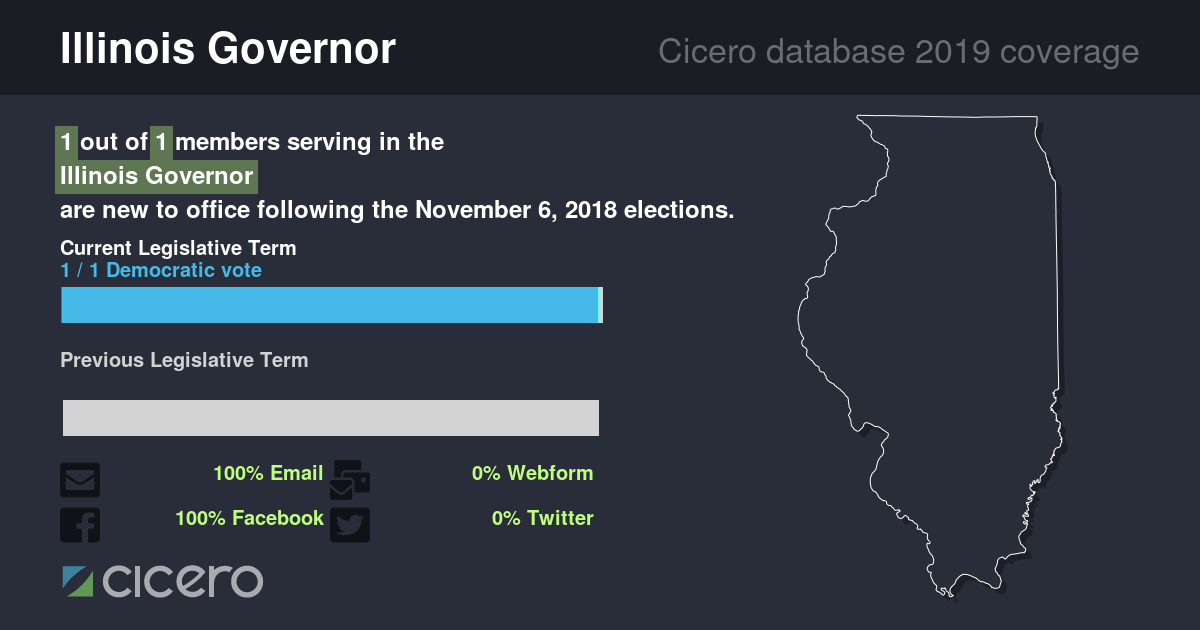 Illinois Governor
Cicero database 2019 coverage
1 out of 1 members serving in the
Illinois Governor
are new to office following the November 6, 2018 elections.
Current Legislative Term
1 / 1 Democratic vote
Previous Legislative Term
100% Email
0% Webform
100% Facebook
0% Twitter
cicero